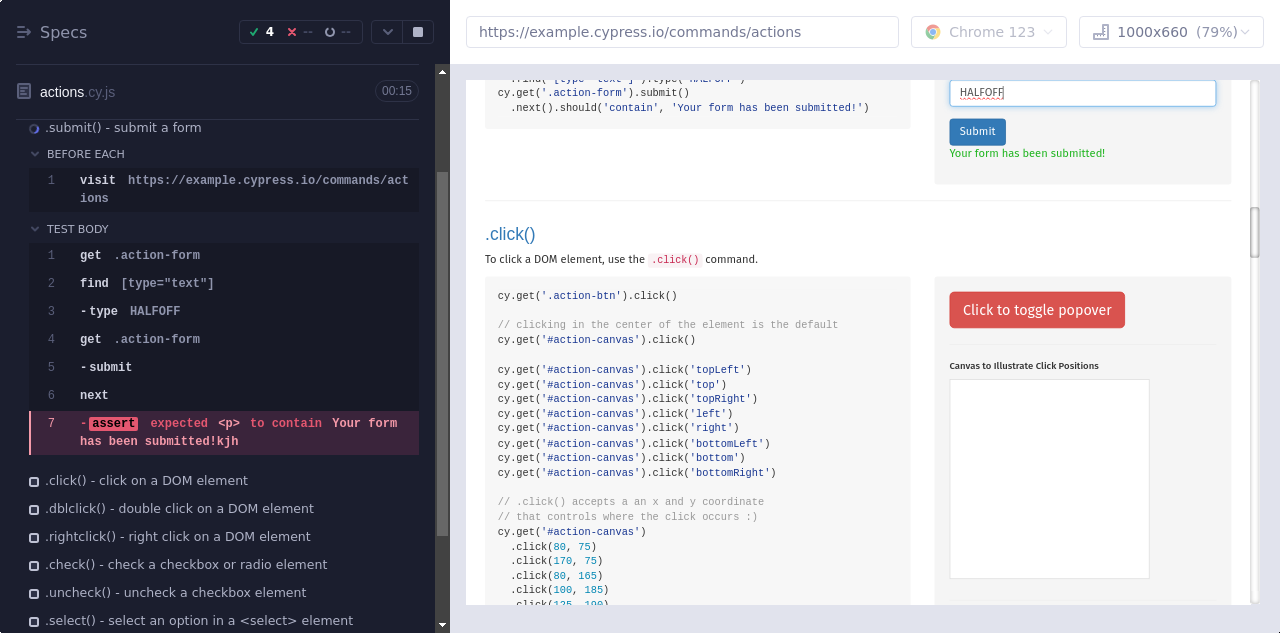 Specs
4
--
--
actions.cy.js
00:15
.submit() - submit a form
BEFORE EACH
1 visit https://example.cypress.io/commands/act
ions
TEST BODY
1 get .action-form
2 find [type="text"]
3 -type HALFOFF
4 get .action-form
5 -submit
6 next
7 -assert expected <p> to contain Your form
has been submitted!kjh
.click() - click on a DOM element
.dblclick() - double click on a DOM element
.rightclick() - right click on a DOM element
.check() - check a checkbox or radio element
.uncheck() - uncheck a checkbox element
.select() - select an option in a <select> element
https://example.cypress.io/commands/actions
Chrome 123
1000x660 (79%)
.find('[type="text"]').type('HALFOFF')
cy.get('.action-form').submit()
.next().should('contain', 'Your form has been submitted!')
HALFOFF
Submit
Your form has been submitted!
.click()
To click a DOM element, use the .click() command.
cy.get('.action-btn').click()
// clicking in the center of the element is the default
cy.get('#action-canvas').click()
cy.get('#action-canvas').click('topLeft')
cy.get('#action-canvas').click('top')
cy.get('#action-canvas').click('topRight')
cy.get('#action-canvas').click('left')
cy.get('#action-canvas').click('right')
cy.get('#action-canvas').click('bottomLeft')
cy.get('#action-canvas').click('bottom')
cy.get('#action-canvas').click('bottomRight')
// .click() accepts a an x and y coordinate
// that controls where the click occurs :)
cy.get('#action-canvas')
.click(80, 75)
.click(170, 75)
.click(80, 165)
.click(100, 185)
.click(125, 190)
Click to toggle popover
Canvas to Illustrate Click Positions